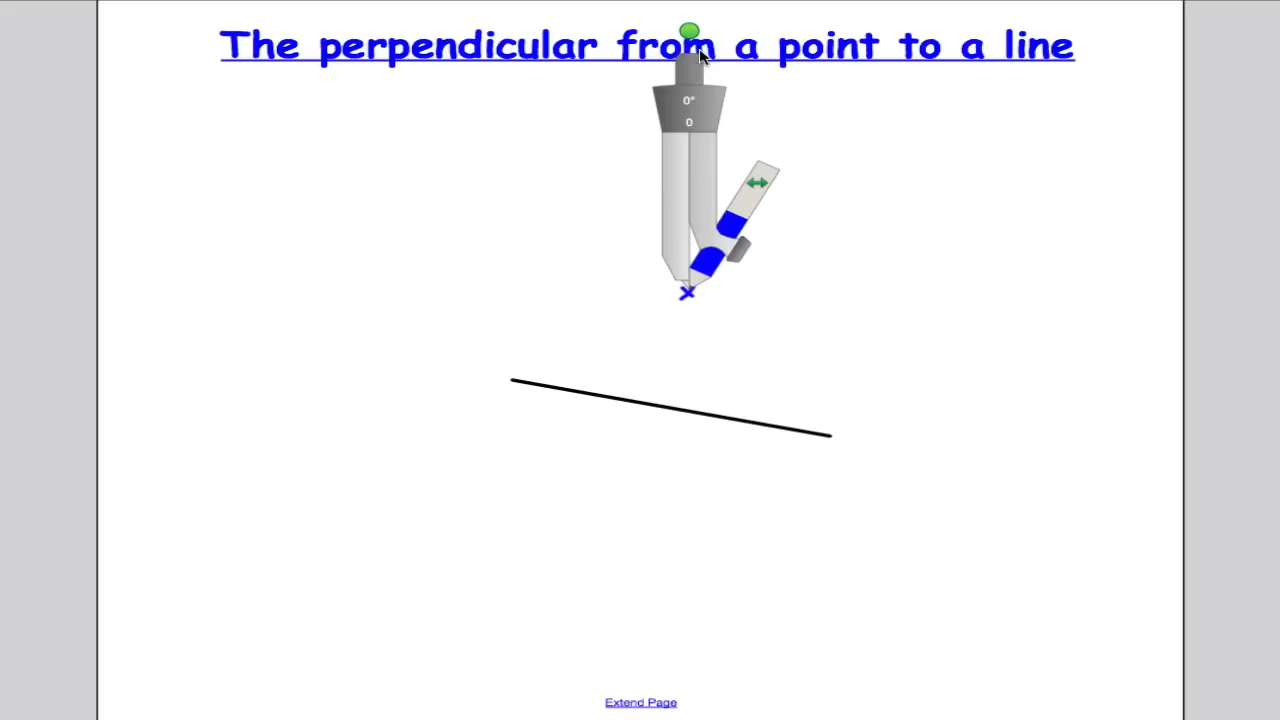 The perpendicular from a point to a line
0°
0
Extend Page